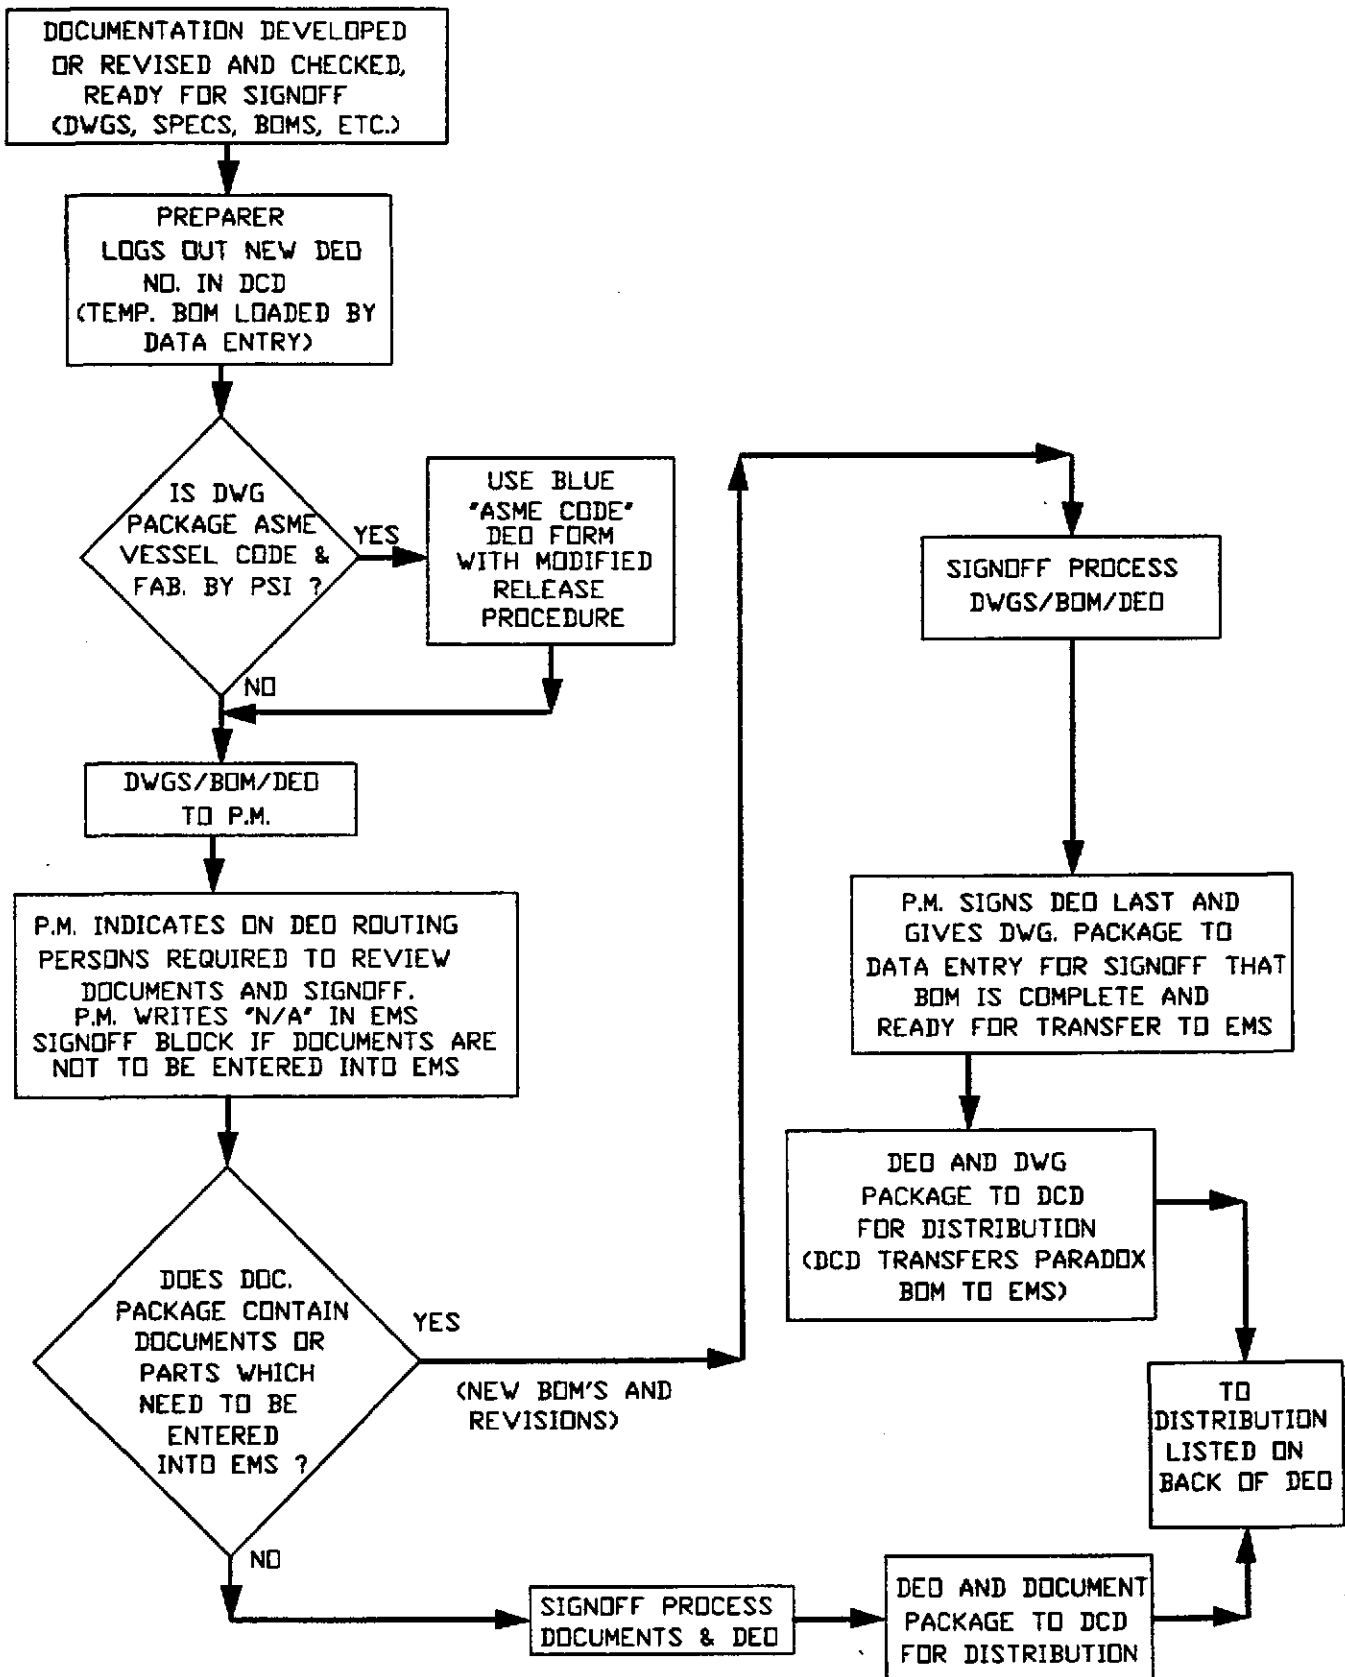 DOCUMENTATION DEVELOPED
OR REVISED AND CHECKED,
READY FOR SIGNOFF
(DWGS, SPECS, BOMS, ETC.)
PREPARER
LOGS OUT NEW DEO
NO. IN DCD
(TEMP. BOM LOADED BY
DATA ENTRY)
IS DWG
PACKAGE ASME
VESSEL CODE &
FAB. BY PSI ?
YES
USE BLUE
"ASME CODE"
DEO FORM
WITH MODIFIED
RELEASE
PROCEDURE
NO
DWGS/BOM/DEO
TO P.M.
P.M. INDICATES ON DEO ROUTING
PERSONS REQUIRED TO REVIEW
DOCUMENTS AND SIGNOFF.
P.M. WRITES "N/A" IN EMS
SIGNOFF BLOCK IF DOCUMENTS ARE
NOT TO BE ENTERED INTO EMS
DOES DOC.
PACKAGE CONTAIN
DOCUMENTS OR
PARTS WHICH
NEED TO BE
ENTERED
INTO EMS ?
YES
(NEW BOM'S AND
REVISIONS)
NO
SIGNOFF PROCESS
DWGS/BOM/DEO
P.M. SIGNS DEO LAST AND
GIVES DWG. PACKAGE TO
DATA ENTRY FOR SIGNOFF THAT
BOM IS COMPLETE AND
READY FOR TRANSFER TO EMS
DEO AND DWG
PACKAGE TO DCD
FOR DISTRIBUTION
(DCD TRANSFERS PARADOX
BOM TO EMS)
TO
DISTRIBUTION
LISTED ON
BACK OF DEO
SIGNOFF PROCESS
DOCUMENTS & DEO
DEO AND DOCUMENT
PACKAGE TO DCD
FOR DISTRIBUTION